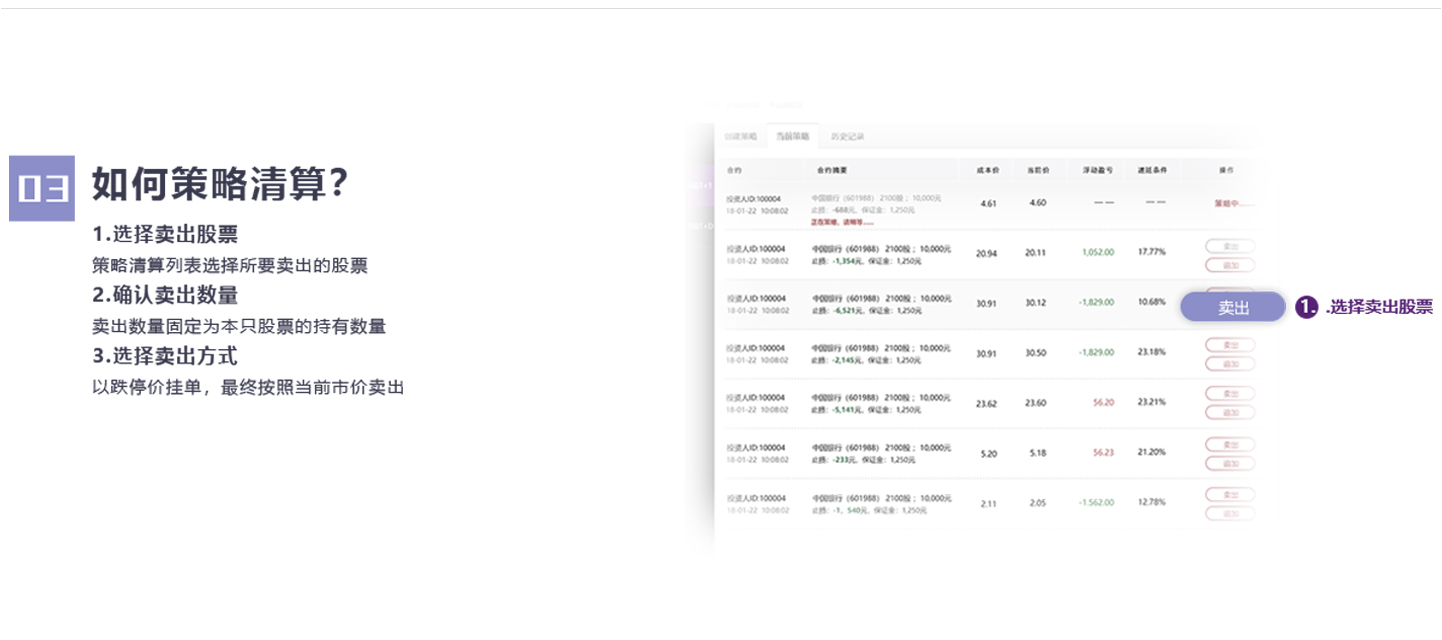 03
如何策略清算？
1.选择卖出股票
策略清算列表选择所要卖出的股票
2.确认卖出数量
卖出数量固定为本只股票的持有数量
3.选择卖出方式
以跌停价挂单，最终按照当前市价卖出
创建策略 当前策略 历史记录
合约 合约摘要 成本价 当前价 浮动盈亏 递延条件 操作
投资人ID:100004 中国银行（601988） 2100股； 10,000元 4.61 4.60 —— —— 策略中......
18-01-22 10:08:02 止损：-688元，保证金：1,250元
正在策略，请稍等......
投资人ID:100004 中国银行（601988） 2100股； 10,000元 20.94 20.11 1,052.00 17.77% 卖出
18-01-22 10:08:02 止损：-1,354元，保证金：1,250元 追加
投资人ID:100004 中国银行（601988） 2100股； 10,000元 30.91 30.12 -1,829.00 10.68% 卖出 1. .选择卖出股票
18-01-22 10:08:02 止损：-6,521元，保证金：1,250元
投资人ID:100004 中国银行（601988） 2100股； 10,000元 30.91 30.50 -1,829.00 23.18% 卖出
18-01-22 10:08:02 止损：-2,145元，保证金：1,250元 追加
投资人ID:100004 中国银行（601988） 2100股； 10,000元 23.62 23.60 56.20 23.21% 卖出
18-01-22 10:08:02 止损：-5,141元，保证金：1,250元 追加
投资人ID:100004 中国银行（601988） 2100股； 10,000元 5.20 5.18 56.23 21.20% 卖出
18-01-22 10:08:02 止损：-233元，保证金：1,250元 追加
投资人ID:100004 中国银行（601988） 2100股； 10,000元 2.11 2.05 -1.562.00 12.78% 卖出
18-01-22 10:08:02 止损：-1，540元，保证金：1,250元 追加